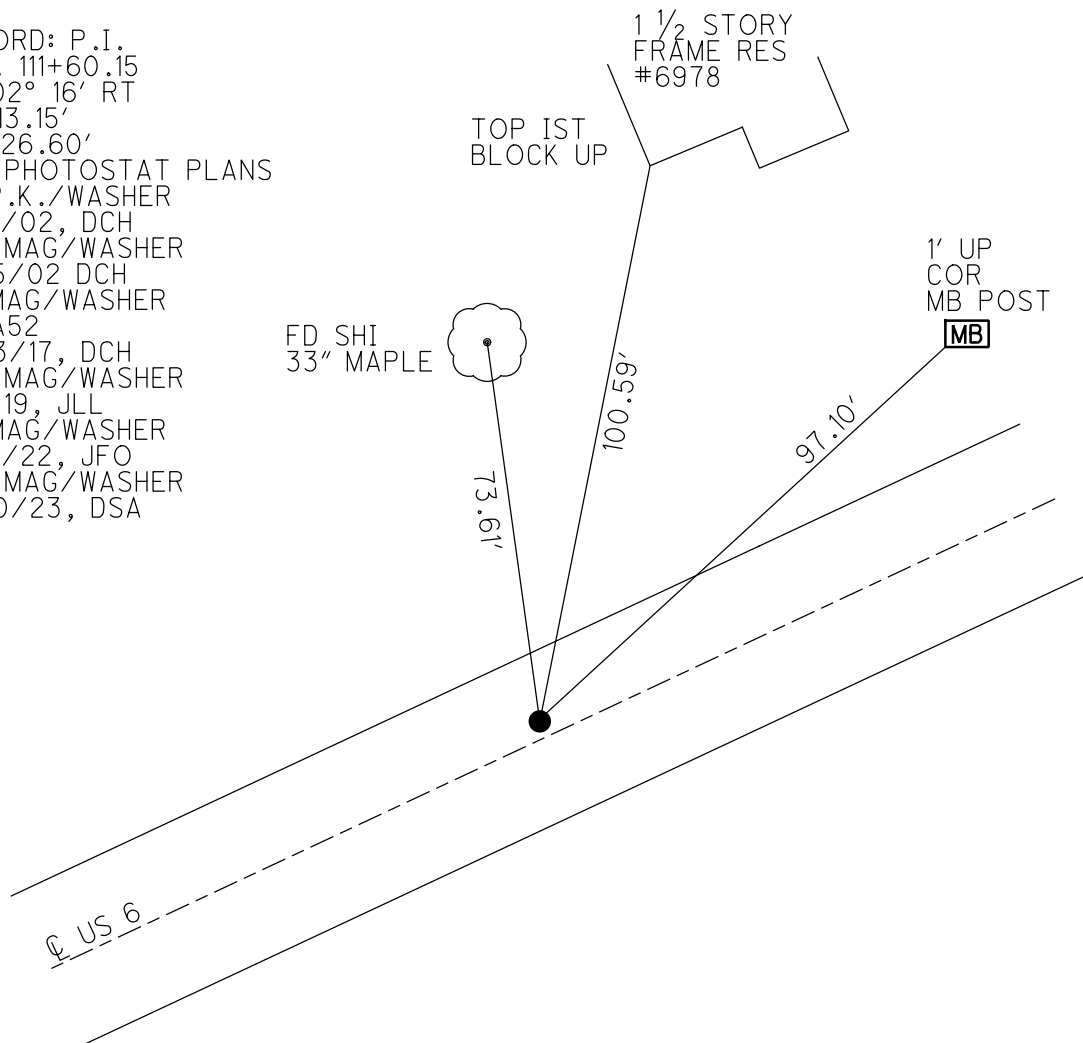 ORD: P.I.
111+60.15
02° 16′ RT
13.15′
26.60′
PHOTOSTAT PLANS
P.K./WASHER
/02, DCH
MAG/WASHER
5/02 DCH
MAG/WASHER
A52
3/17, DCH
MAG/WASHER
19, JLL
MAG/WASHER
/22, JFO
MAG/WASHER
0/23, DSA
1 ½ STORY
FRAME RES
#6978
TOP IST
BLOCK UP
1′ UP
COR
MB POST
MB
FD SHI
33″ MAPLE
100.59′
97.10′
73.61′
℄ US 6